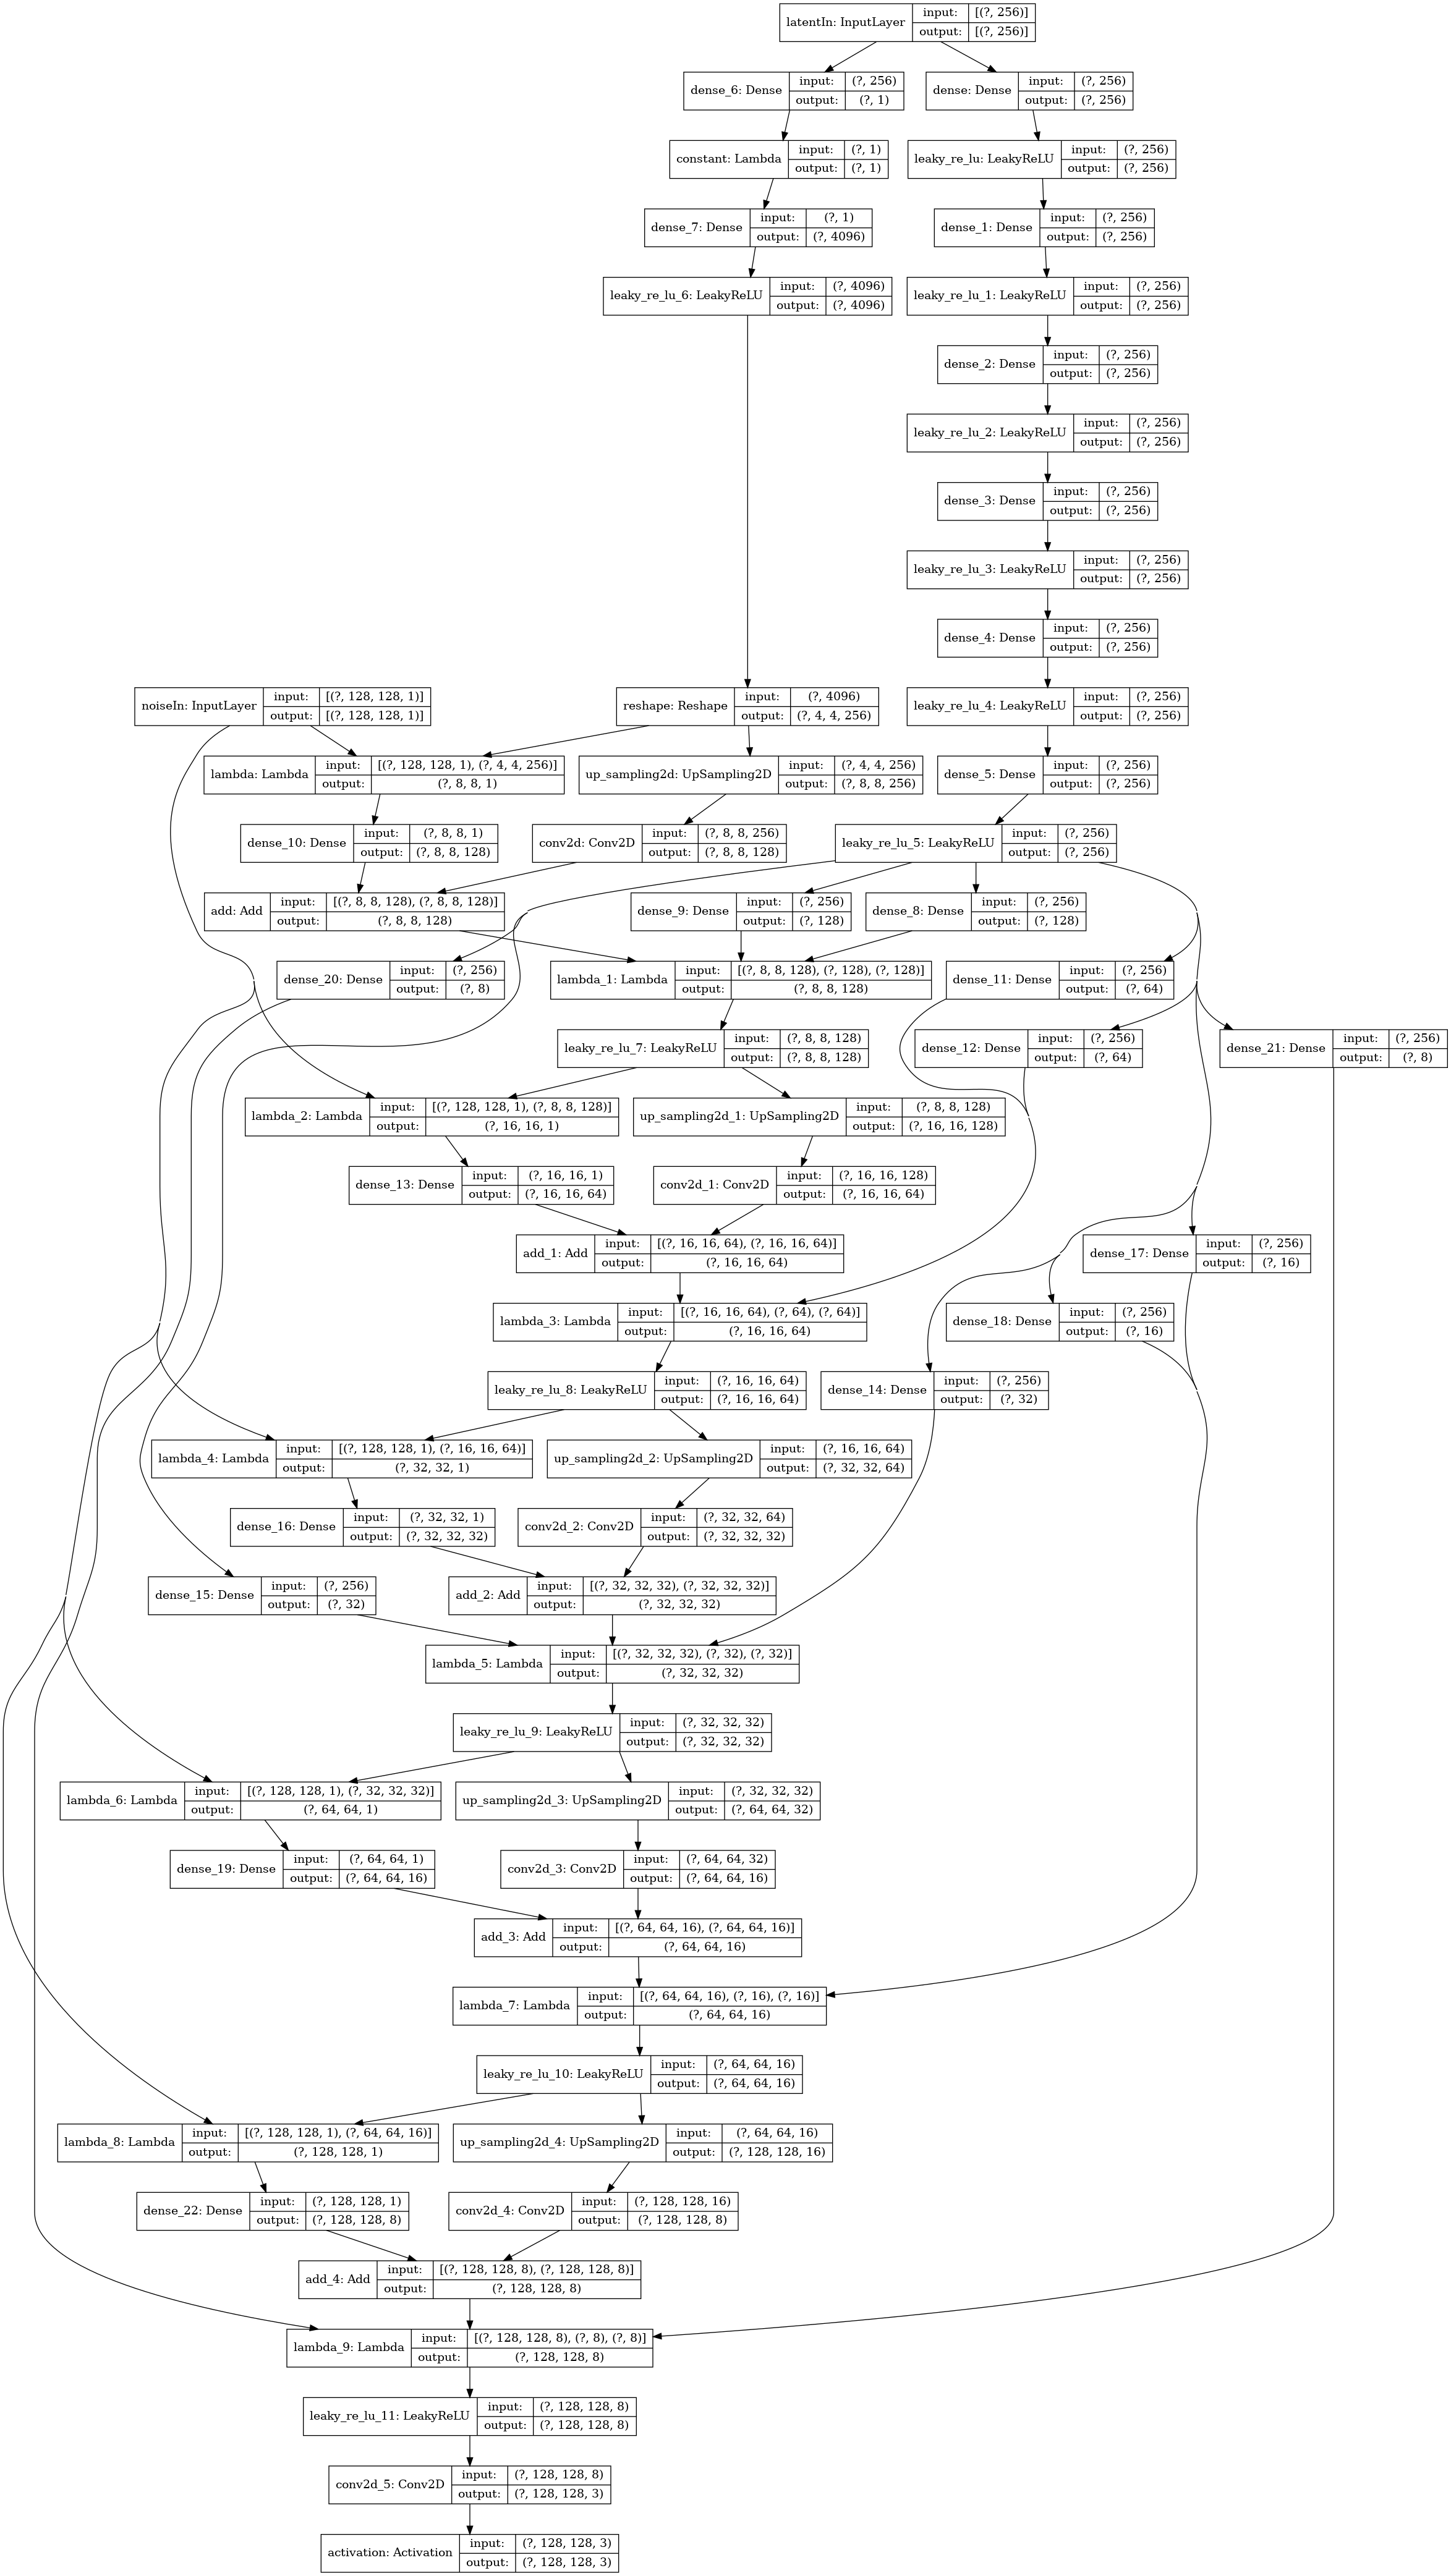 latentIn: InputLayer input: [(?, 256)]
output: [(?, 256)]
dense_6: Dense input: (?, 256)
output: (?, 1)
dense: Dense input: (?, 256)
output: (?, 256)
constant: Lambda input: (?, 1)
output: (?, 1)
leaky_re_lu: LeakyReLU input: (?, 256)
output: (?, 256)
dense_7: Dense input: (?, 1)
output: (?, 4096)
dense_1: Dense input: (?, 256)
output: (?, 256)
leaky_re_lu_6: LeakyReLU input: (?, 4096)
output: (?, 4096)
leaky_re_lu_1: LeakyReLU input: (?, 256)
output: (?, 256)
dense_2: Dense input: (?, 256)
output: (?, 256)
leaky_re_lu_2: LeakyReLU input: (?, 256)
output: (?, 256)
dense_3: Dense input: (?, 256)
output: (?, 256)
leaky_re_lu_3: LeakyReLU input: (?, 256)
output: (?, 256)
dense_4: Dense input: (?, 256)
output: (?, 256)
noiseIn: InputLayer input: [(?, 128, 128, 1)]
output: [(?, 128, 128, 1)]
reshape: Reshape input: (?, 4096)
output: (?, 4, 4, 256)
leaky_re_lu_4: LeakyReLU input: (?, 256)
output: (?, 256)
lambda: Lambda input: [(?, 128, 128, 1), (?, 4, 4, 256)]
output: (?, 8, 8, 1)
up_sampling2d: UpSampling2D input: (?, 4, 4, 256)
output: (?, 8, 8, 256)
dense_5: Dense input: (?, 256)
output: (?, 256)
dense_10: Dense input: (?, 8, 8, 1)
output: (?, 8, 8, 128)
conv2d: Conv2D input: (?, 8, 8, 256)
output: (?, 8, 8, 128)
leaky_re_lu_5: LeakyReLU input: (?, 256)
output: (?, 256)
add: Add input: [(?, 8, 8, 128), (?, 8, 8, 128)]
output: (?, 8, 8, 128)
dense_9: Dense input: (?, 256)
output: (?, 128)
dense_8: Dense input: (?, 256)
output: (?, 128)
dense_20: Dense input: (?, 256)
output: (?, 8)
lambda_1: Lambda input: [(?, 8, 8, 128), (?, 128), (?, 128)]
output: (?, 8, 8, 128)
dense_11: Dense input: (?, 256)
output: (?, 64)
leaky_re_lu_7: LeakyReLU input: (?, 8, 8, 128)
output: (?, 8, 8, 128)
dense_12: Dense input: (?, 256)
output: (?, 64)
dense_21: Dense input: (?, 256)
output: (?, 8)
lambda_2: Lambda input: [(?, 128, 128, 1), (?, 8, 8, 128)]
output: (?, 16, 16, 1)
up_sampling2d_1: UpSampling2D input: (?, 8, 8, 128)
output: (?, 16, 16, 128)
dense_13: Dense input: (?, 16, 16, 1)
output: (?, 16, 16, 64)
conv2d_1: Conv2D input: (?, 16, 16, 128)
output: (?, 16, 16, 64)
add_1: Add input: [(?, 16, 16, 64), (?, 16, 16, 64)]
output: (?, 16, 16, 64)
dense_17: Dense input: (?, 256)
output: (?, 16)
lambda_3: Lambda input: [(?, 16, 16, 64), (?, 64), (?, 64)]
output: (?, 16, 16, 64)
dense_18: Dense input: (?, 256)
output: (?, 16)
leaky_re_lu_8: LeakyReLU input: (?, 16, 16, 64)
output: (?, 16, 16, 64)
dense_14: Dense input: (?, 256)
output: (?, 32)
lambda_4: Lambda input: [(?, 128, 128, 1), (?, 16, 16, 64)]
output: (?, 32, 32, 1)
up_sampling2d_2: UpSampling2D input: (?, 16, 16, 64)
output: (?, 32, 32, 64)
dense_16: Dense input: (?, 32, 32, 1)
output: (?, 32, 32, 32)
conv2d_2: Conv2D input: (?, 32, 32, 64)
output: (?, 32, 32, 32)
dense_15: Dense input: (?, 256)
output: (?, 32)
add_2: Add input: [(?, 32, 32, 32), (?, 32, 32, 32)]
output: (?, 32, 32, 32)
lambda_5: Lambda input: [(?, 32, 32, 32), (?, 32), (?, 32)]
output: (?, 32, 32, 32)
leaky_re_lu_9: LeakyReLU input: (?, 32, 32, 32)
output: (?, 32, 32, 32)
lambda_6: Lambda input: [(?, 128, 128, 1), (?, 32, 32, 32)]
output: (?, 64, 64, 1)
up_sampling2d_3: UpSampling2D input: (?, 32, 32, 32)
output: (?, 64, 64, 32)
dense_19: Dense input: (?, 64, 64, 1)
output: (?, 64, 64, 16)
conv2d_3: Conv2D input: (?, 64, 64, 32)
output: (?, 64, 64, 16)
add_3: Add input: [(?, 64, 64, 16), (?, 64, 64, 16)]
output: (?, 64, 64, 16)
lambda_7: Lambda input: [(?, 64, 64, 16), (?, 16), (?, 16)]
output: (?, 64, 64, 16)
leaky_re_lu_10: LeakyReLU input: (?, 64, 64, 16)
output: (?, 64, 64, 16)
lambda_8: Lambda input: [(?, 128, 128, 1), (?, 64, 64, 16)]
output: (?, 128, 128, 1)
up_sampling2d_4: UpSampling2D input: (?, 64, 64, 16)
output: (?, 128, 128, 16)
dense_22: Dense input: (?, 128, 128, 1)
output: (?, 128, 128, 8)
conv2d_4: Conv2D input: (?, 128, 128, 16)
output: (?, 128, 128, 8)
add_4: Add input: [(?, 128, 128, 8), (?, 128, 128, 8)]
output: (?, 128, 128, 8)
lambda_9: Lambda input: [(?, 128, 128, 8), (?, 8), (?, 8)]
output: (?, 128, 128, 8)
leaky_re_lu_11: LeakyReLU input: (?, 128, 128, 8)
output: (?, 128, 128, 8)
conv2d_5: Conv2D input: (?, 128, 128, 8)
output: (?, 128, 128, 3)
activation: Activation input: (?, 128, 128, 3)
output: (?, 128, 128, 3)